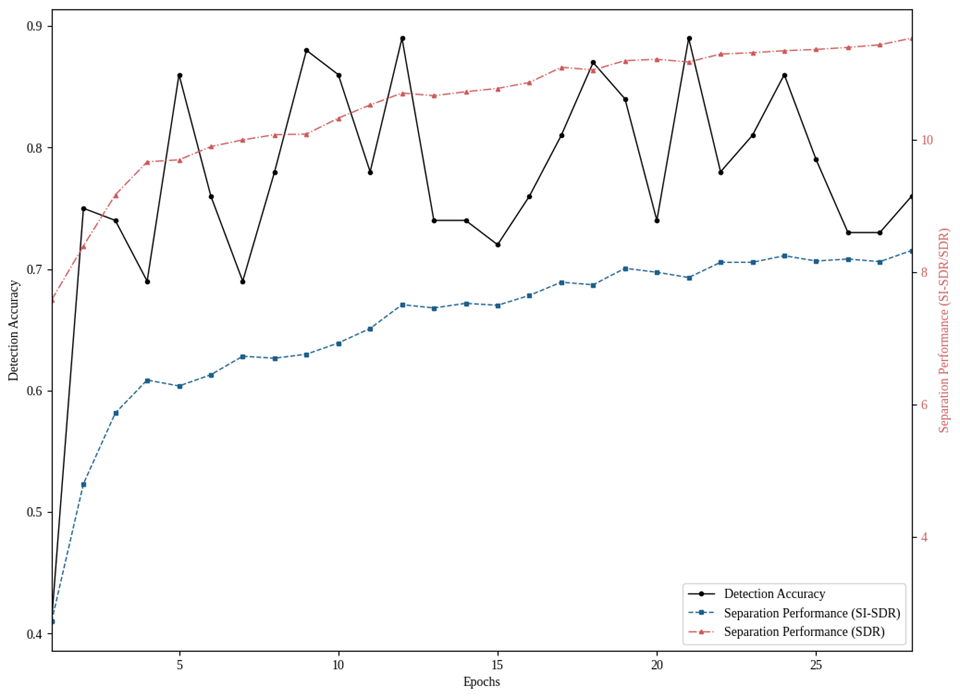 0.9
0.8
0.7
0.6
0.5
0.4
Detection Accuracy
10
8
6
4
Separation Performance (SI-SDR/SDR)
Detection Accuracy
Separation Performance (SI-SDR)
Separation Performance (SDR)
5 10 15 20 25
Epochs